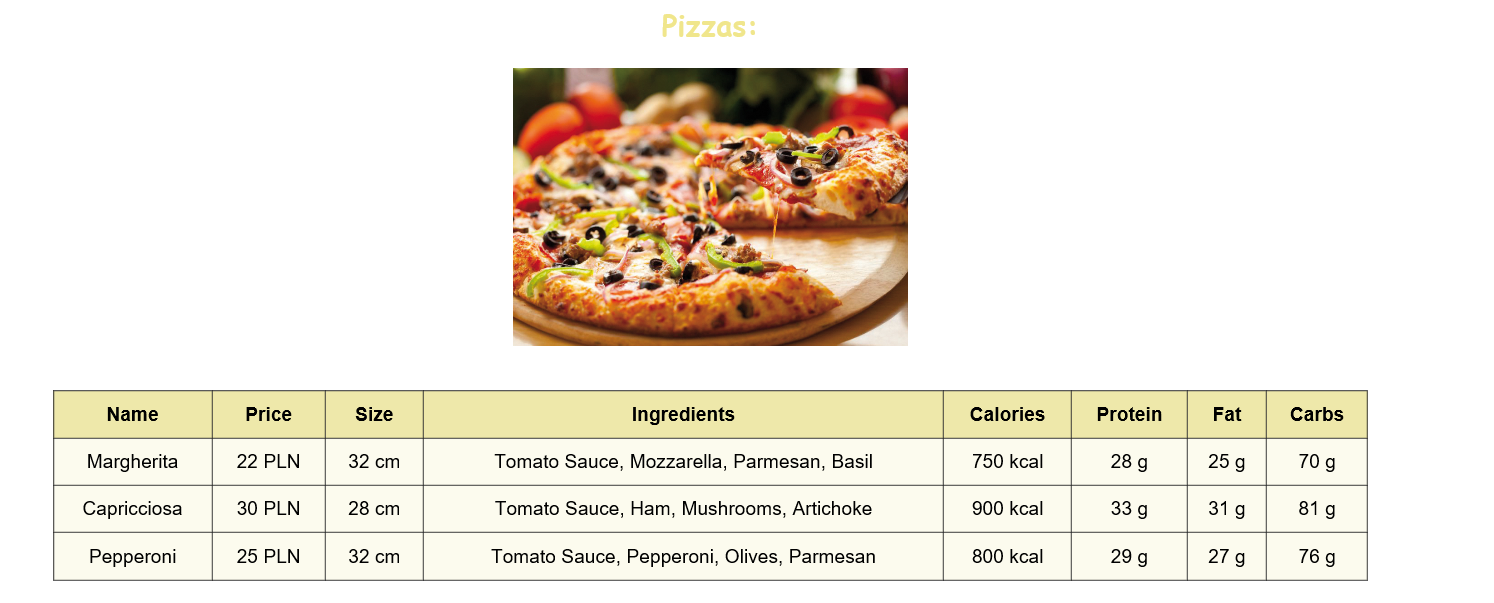 Pizzas:
Name Price Size Ingredients Calories Protein Fat Carbs
Margherita 22 PLN 32 cm Tomato Sauce, Mozzarella, Parmesan, Basil 750 kcal 28 g 25 g 70 g
Capricciosa 30 PLN 28 cm Tomato Sauce, Ham, Mushrooms, Artichoke 900 kcal 33 g 31 g 81 g
Pepperoni 25 PLN 32 cm Tomato Sauce, Pepperoni, Olives, Parmesan 800 kcal 29 g 27 g 76 g